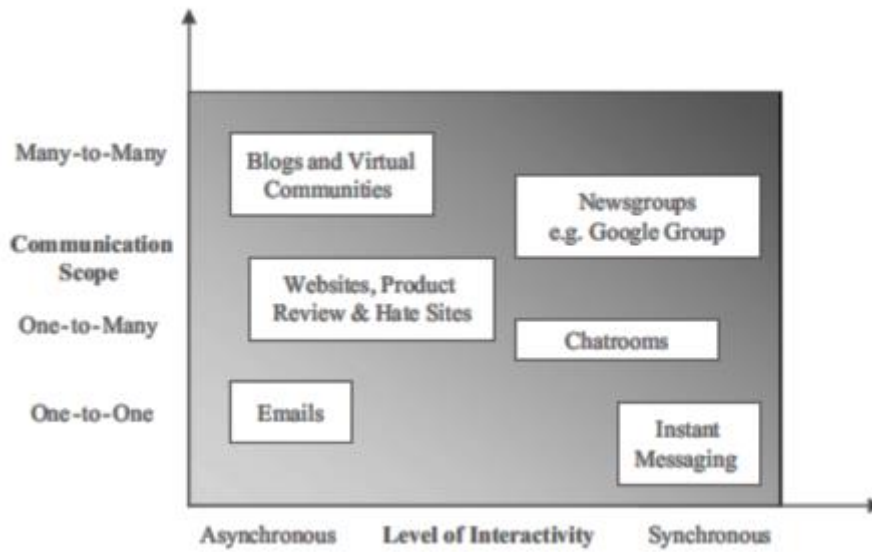 Many-to-Many
Blogs and Virtual
Communities
Newsgroups
e.g. Google Group
Communication
Scope
Websites, Product
Review & Hate Sites
One-to-Many
Chatrooms
One-to-One
Emails
Instant
Messaging
Asynchronous
Level of Interactivity
Synchronous